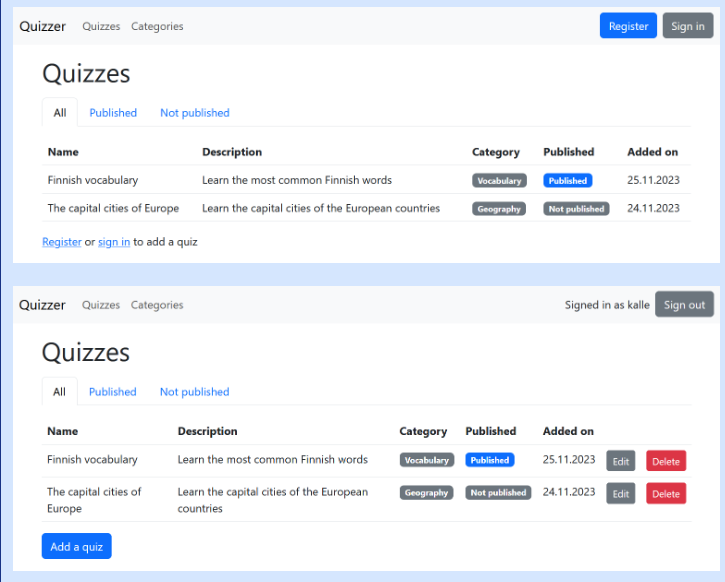 Quizzer Quizzes Categories Register Sign in
Quizzes
All Published Not published
Name Description Category Published Added on
Finnish vocabulary Learn the most common Finnish words Vocabulary Published 25.11.2023
The capital cities of Europe Learn the capital cities of the European countries Geography Not published 24.11.2023
Register or sign in to add a quiz
Quizzer Quizzes Categories Signed in as kalle Sign out
Quizzes
All Published Not published
Name Description Category Published Added on
Finnish vocabulary Learn the most common Finnish words Vocabulary Published 25.11.2023 Edit Delete
The capital cities of Learn the capital cities of the European Geography Not published 24.11.2023 Edit Delete
Europe countries
Add a quiz